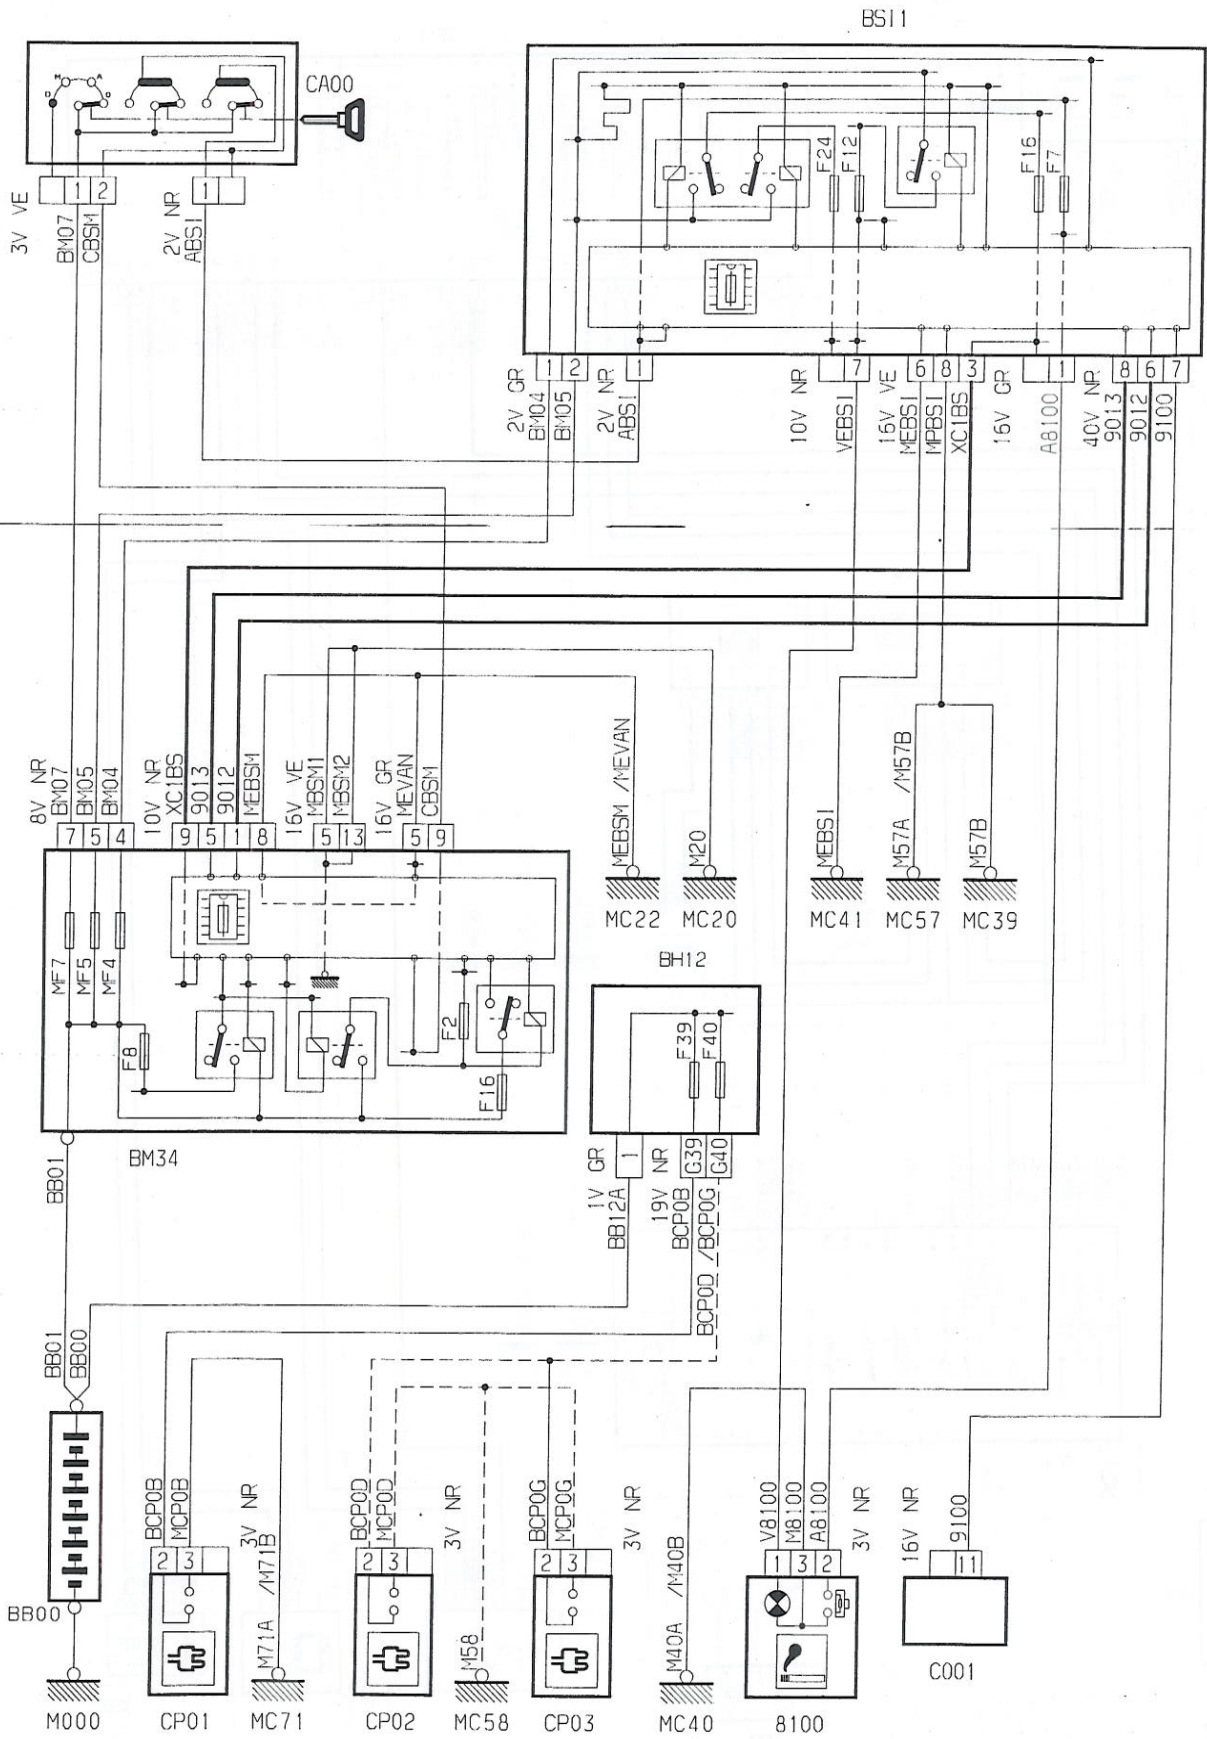 BSI1
CA00
N
A
D
F24
F12
F16
F7
1
2
1
3V VE
BM07
CBSM
2V NR
ABSI
1
2
1
7
6
8
3
1
8
6
7
2V GR
BM04
BM05
2V NR
ABSI
10V NR
VEBSI
16V VE
MEBSI
MPBSI
XC1BS
16V GR
A8100
40V NR
9013
9012
9100
8V NR
BM07
BM05
BM04
10V NR
XC1BS
9013
9012
MEBSM
16V VE
MBSM1
MBSM2
16V GR
MEVAN
CBSM
7
5
4
9
5
1
8
5
13
5
9
MEBSM /MEVAN
M20
MEBSI
M57A /M57B
M57B
MC22
MC20
MC41
MC57
MC39
MF7
MF5
MF4
F8
F2
F16
BM34
BH12
F39
F40
1
G39
G40
1V GR
BB12A
19V NR
BCP0B
BCP0D /BCP0G
BB01
BB01
BB00
BCP0B
MCP0B
3V NR
M71A /M71B
BCP0D
MCP0D
3V NR
M58
BCP0G
MCP0G
3V NR
M40A /M40B
V8100
M8100
A8100
3V NR
16V NR
9100
2
3
2
3
2
3
1
3
2
11
BB00
M000
CP01
MC71
CP02
MC58
CP03
MC40
8100
C001